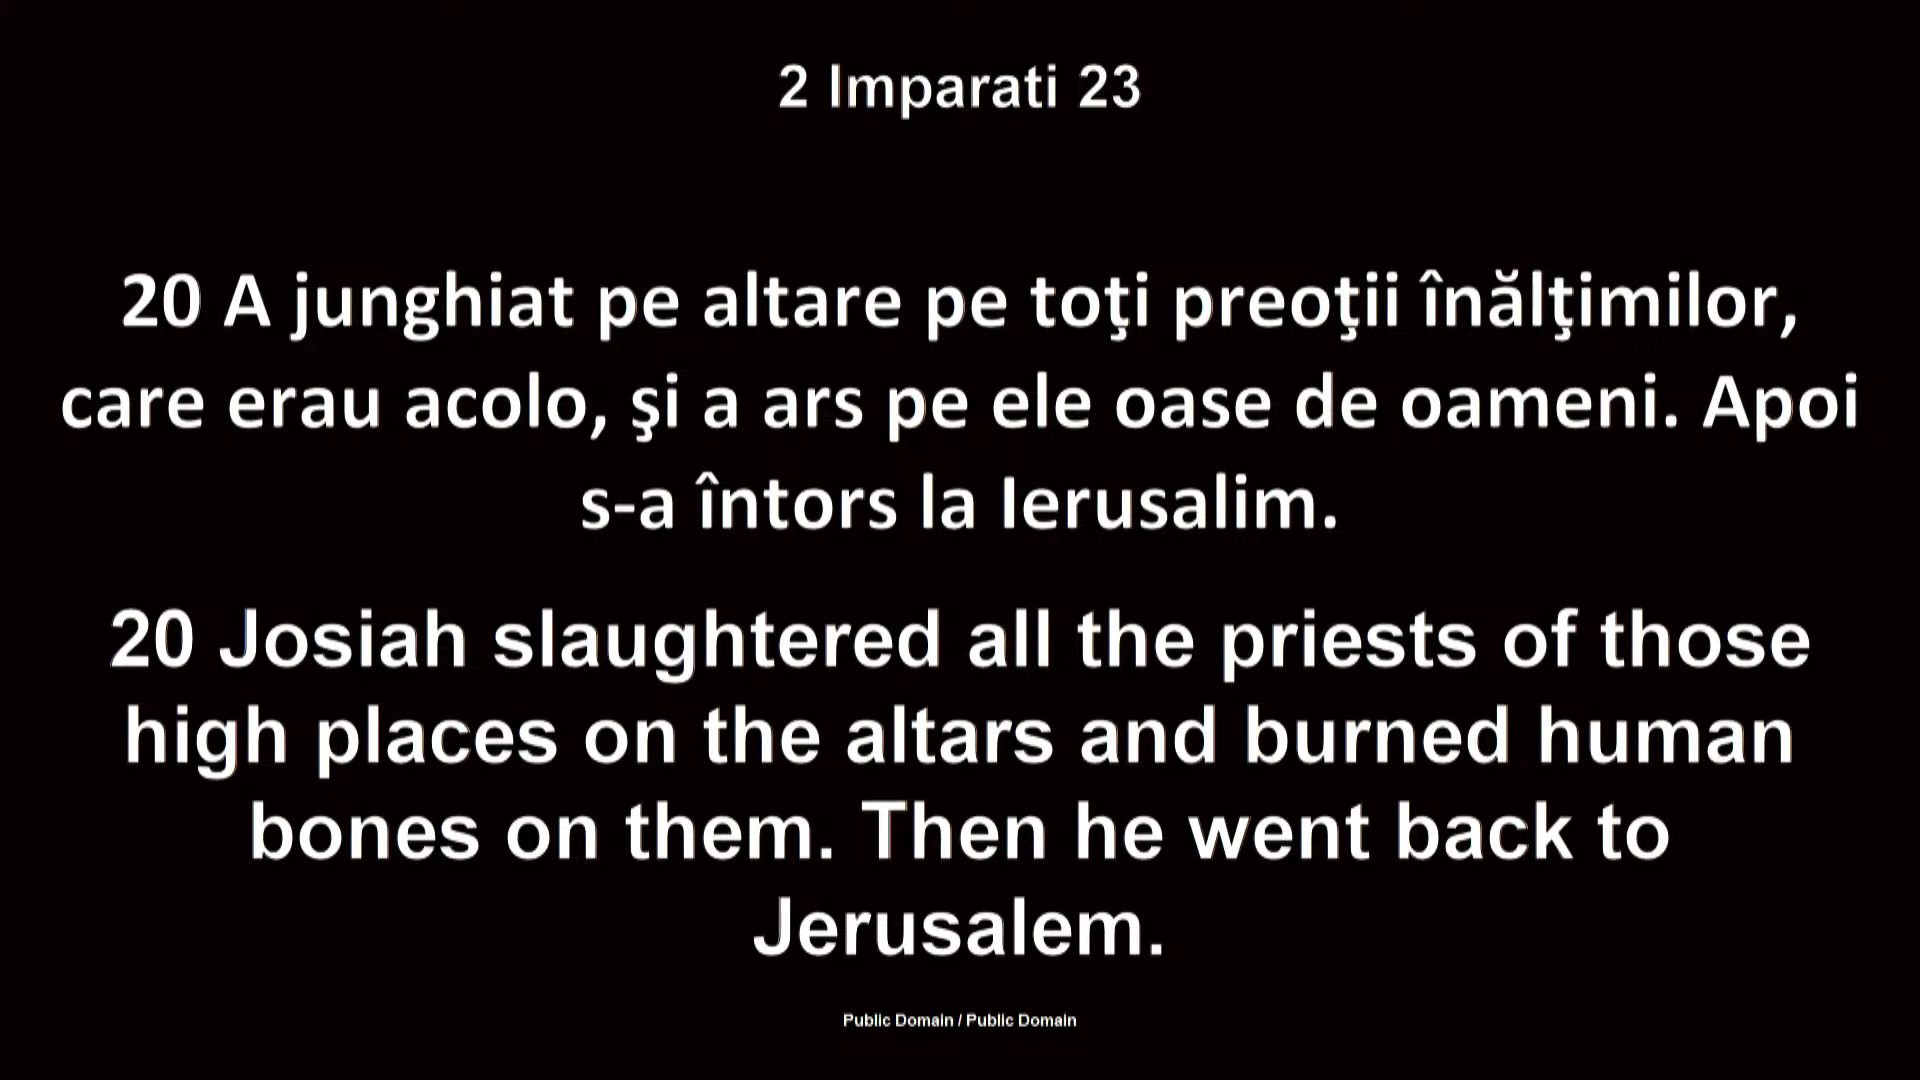 2 Imparati 23
20 A junghiat pe altare pe toţi preoţii înălţimilor,
care erau acolo, şi a ars pe ele oase de oameni. Apoi
s-a întors la Ierusalim.
20 Josiah slaughtered all the priests of those
high places on the altars and burned human
bones on them. Then he went back to
Jerusalem.
Public Domain / Public Domain